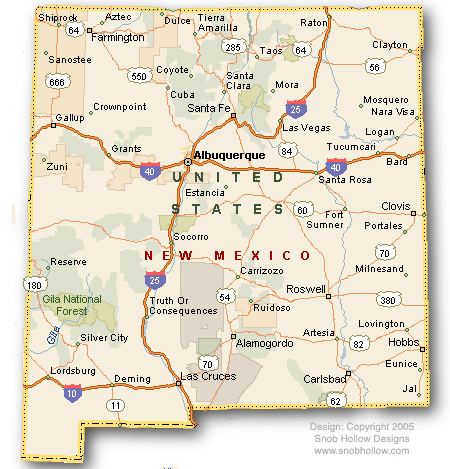 Shiprock
64
Aztec
Dulce
Tierra
Amarilla
Raton
Farmington
285
Taos
64
Clayton
Sanostee
666
550
Coyote
Santa
Clara
Mora
56
Cuba
Crownpoint
Santa Fe
25
Mosquero
Nara Visa
Gallup
Las Vegas
Logan
Grants
84
Tucumcari
Zuni
40
Albuquerque
40
Bard
UNITED
Santa Rosa
Estancia
STATES
60
Fort
Sumner
Clovis
Portales
Socorro
NEW MEXICO
70
Reserve
25
Carrizozo
Milnesand
180
Gila National
Forest
Truth Or
Consequences
54
Roswell
380
Ruidoso
Gila
Silver City
Alamogordo
Artesia
82
Lovington
Hobbs
Lordsburg
70
Eunice
10
Deming
Las Cruces
Carlsbad
Jal
11
62
Design: Copyright 2005
Snob Hollow Designs
www.snobhollow.com